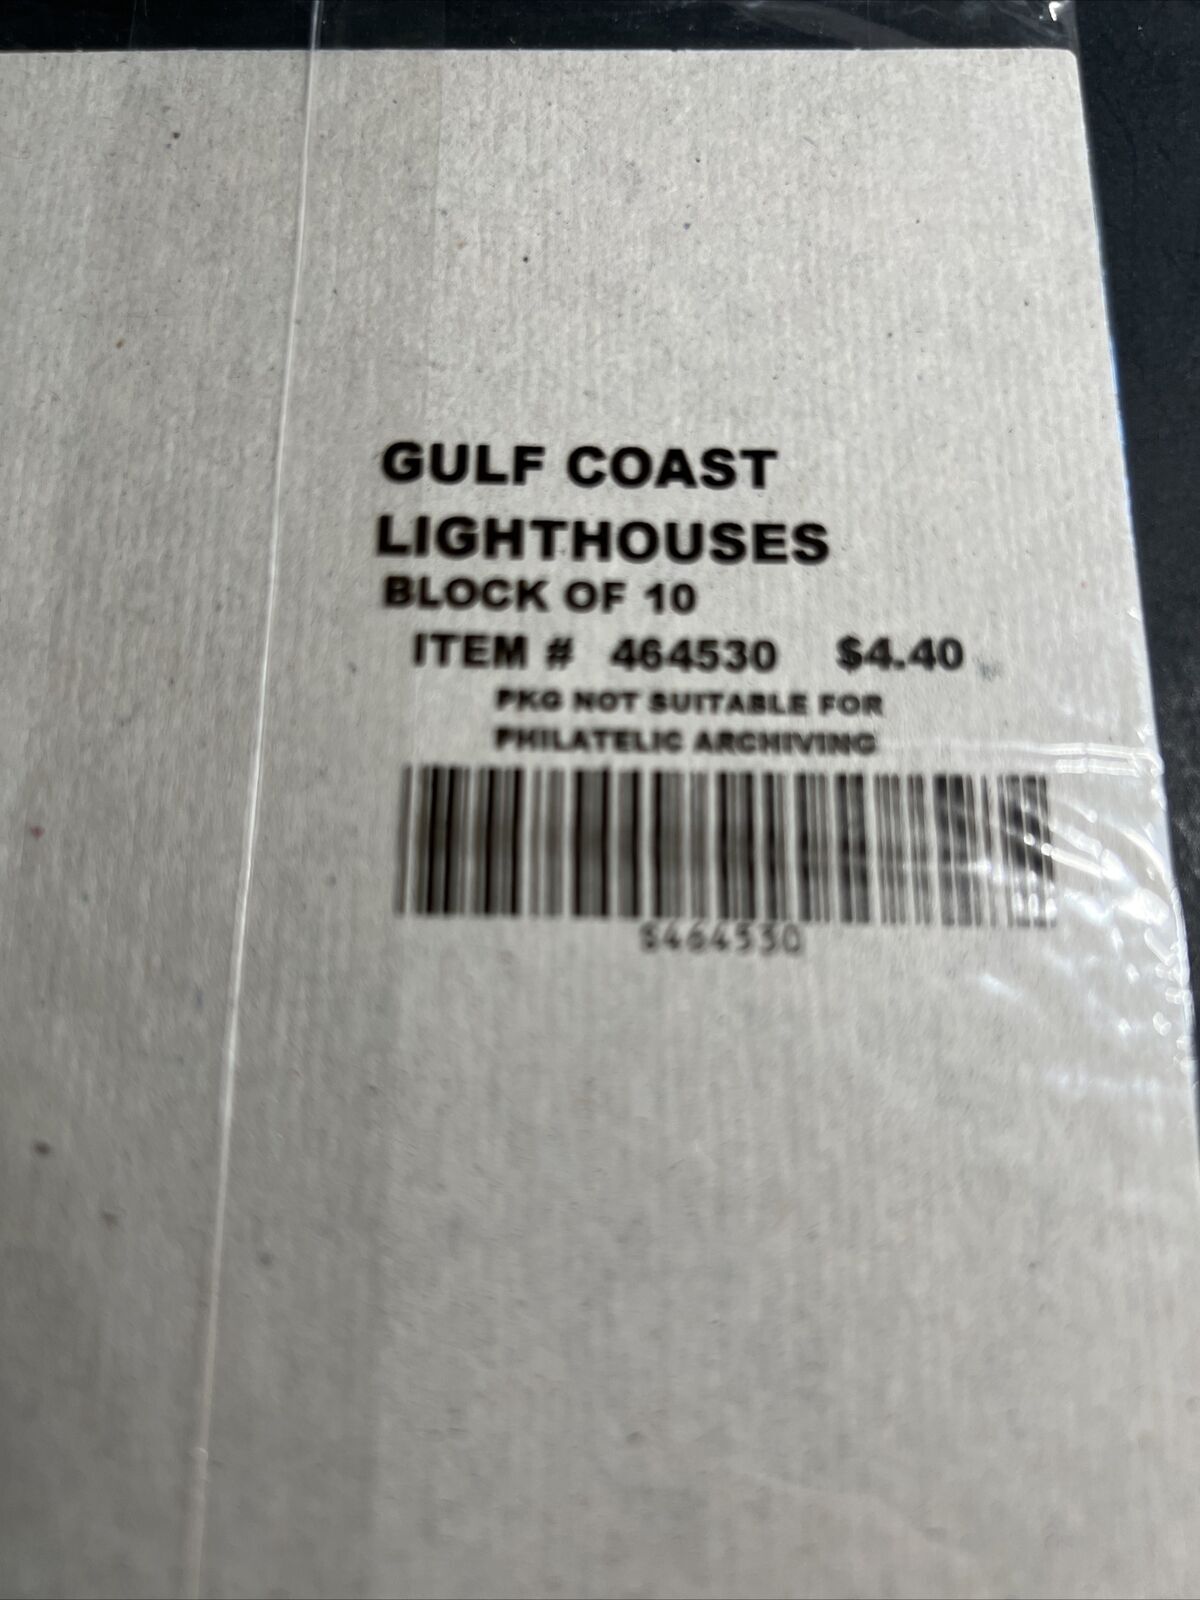 GULF COAST
LIGHTHOUSES
BLOCK OF 10
ITEM # 464530 $4.40
PKG NOT SUITABLE FOR
PHILATELIC ARCHIVING
S464530